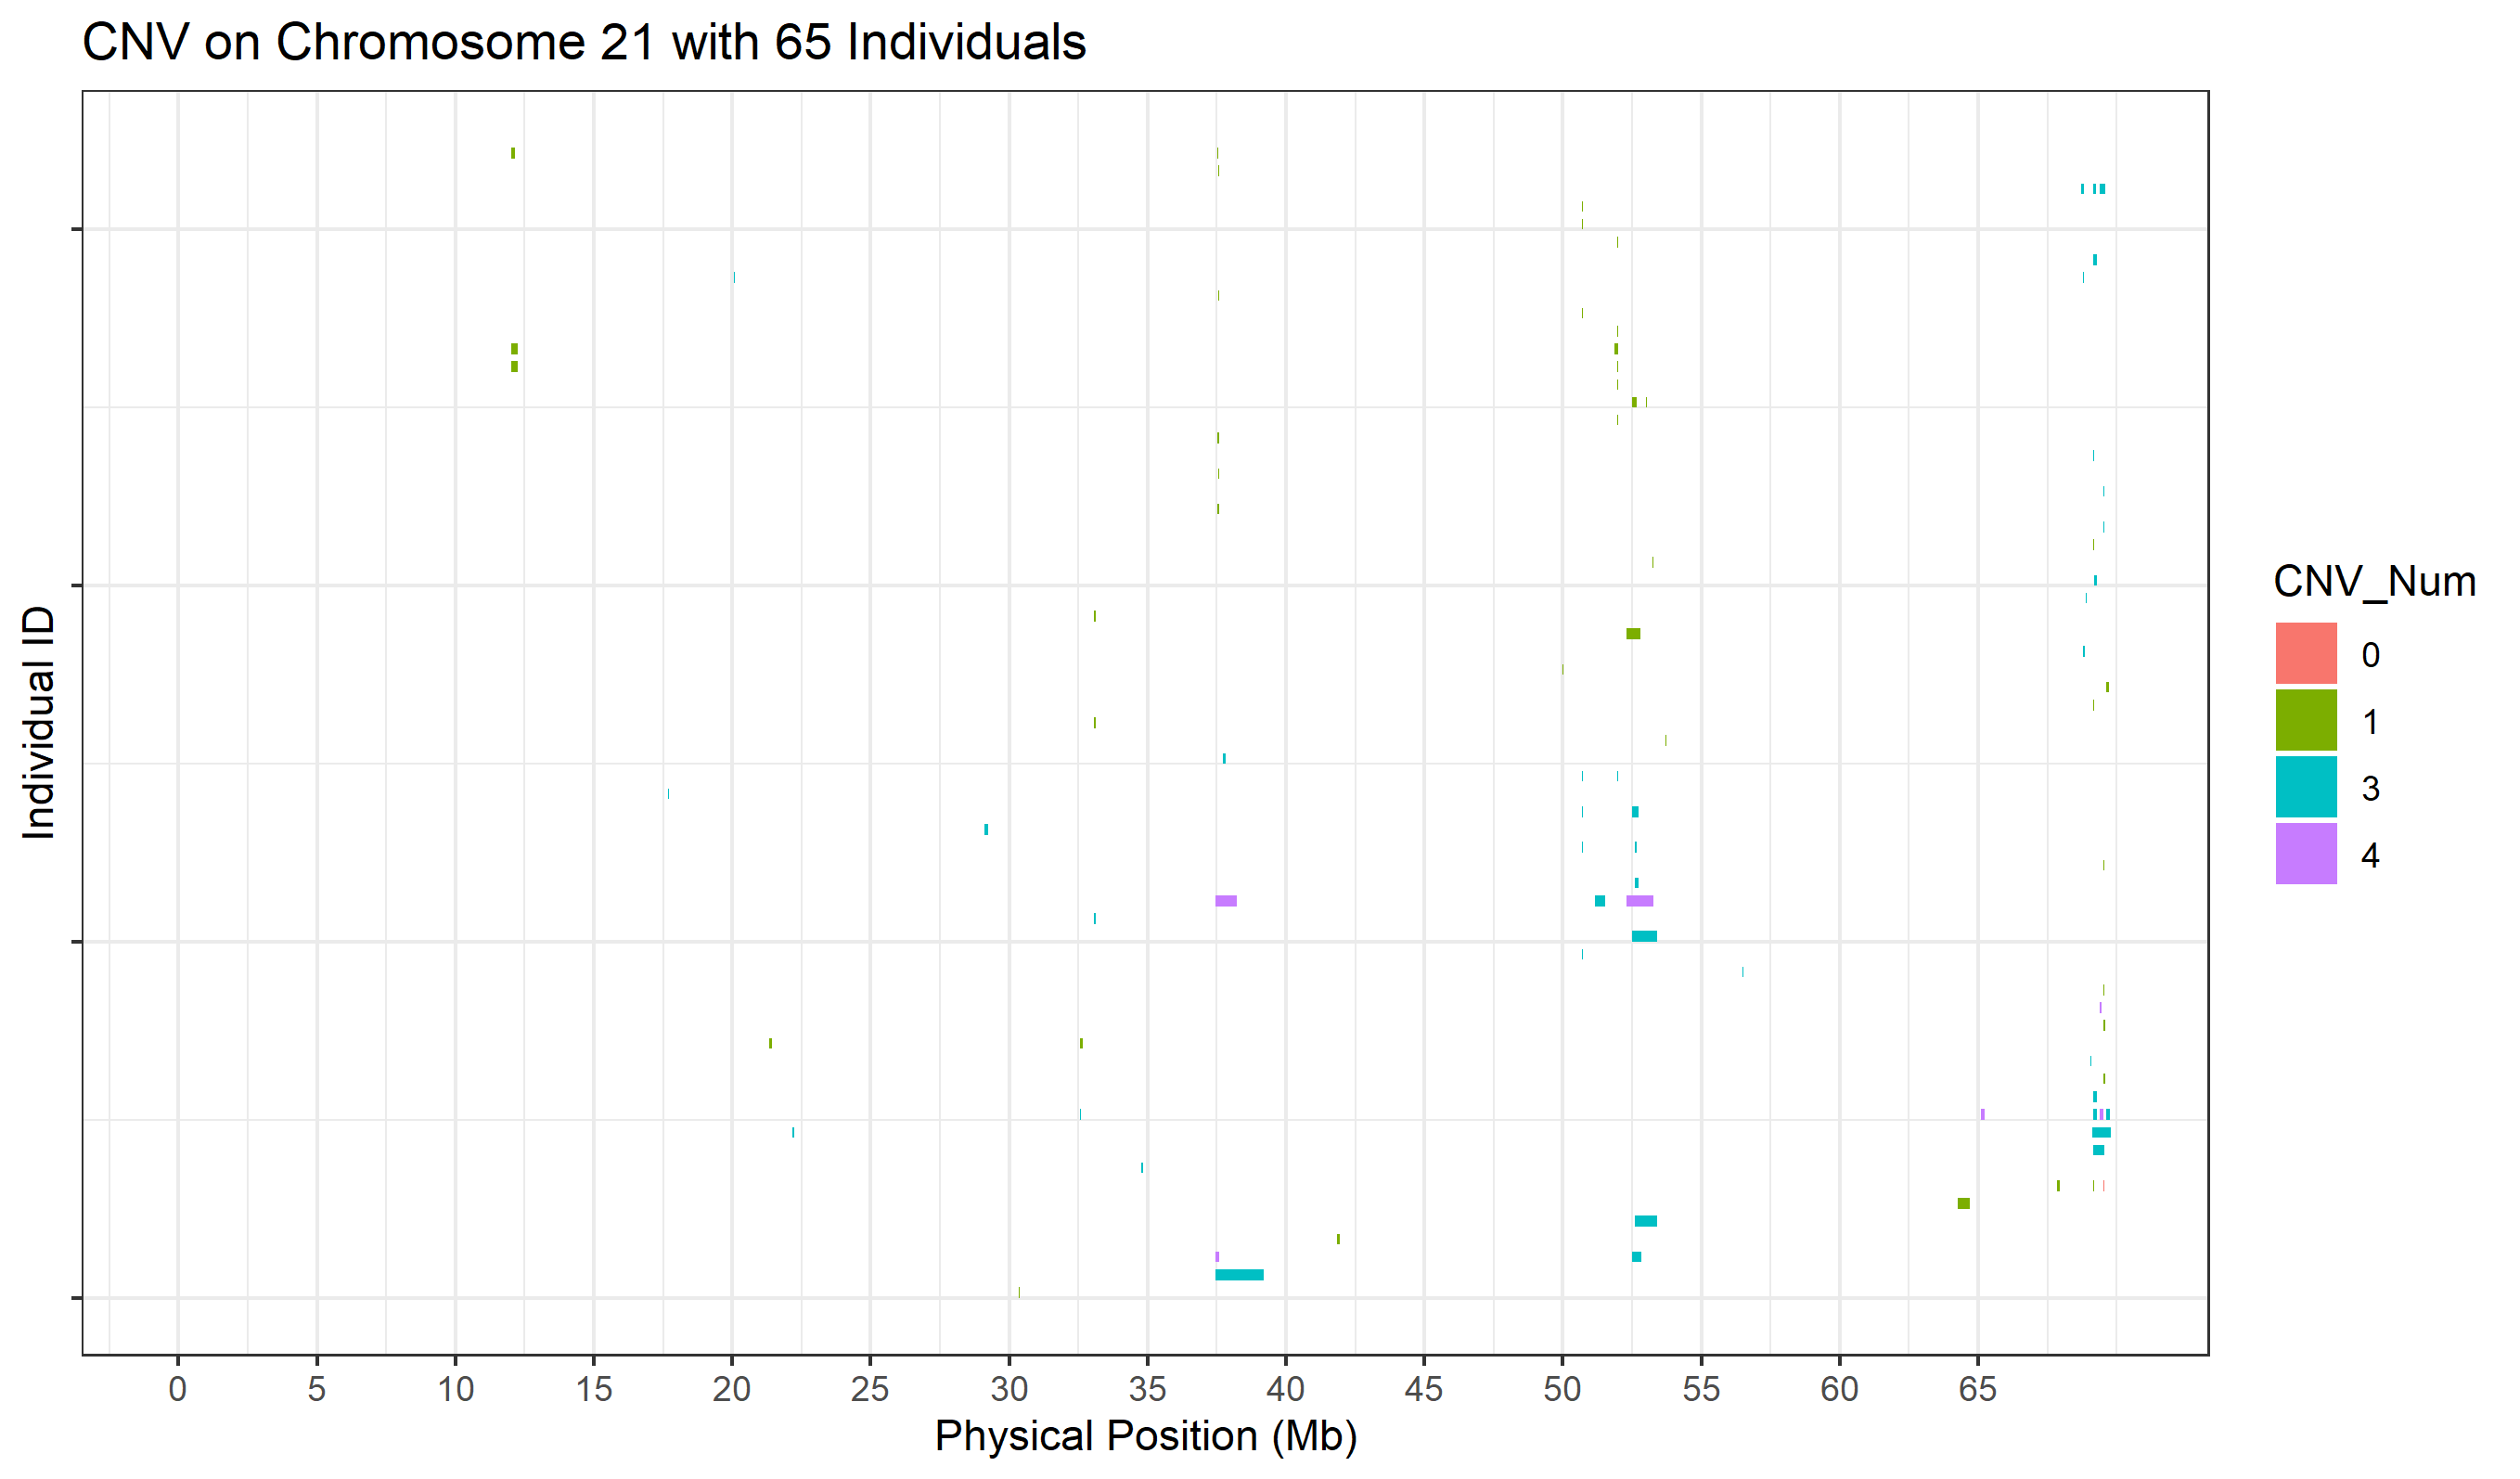 CNV on Chromosome 21 with 65 Individuals
Individual ID
0 5 10 15 20 25 30 35 40 45 50 55 60 65
Physical Position (Mb)
CNV_Num
0
1
3
4